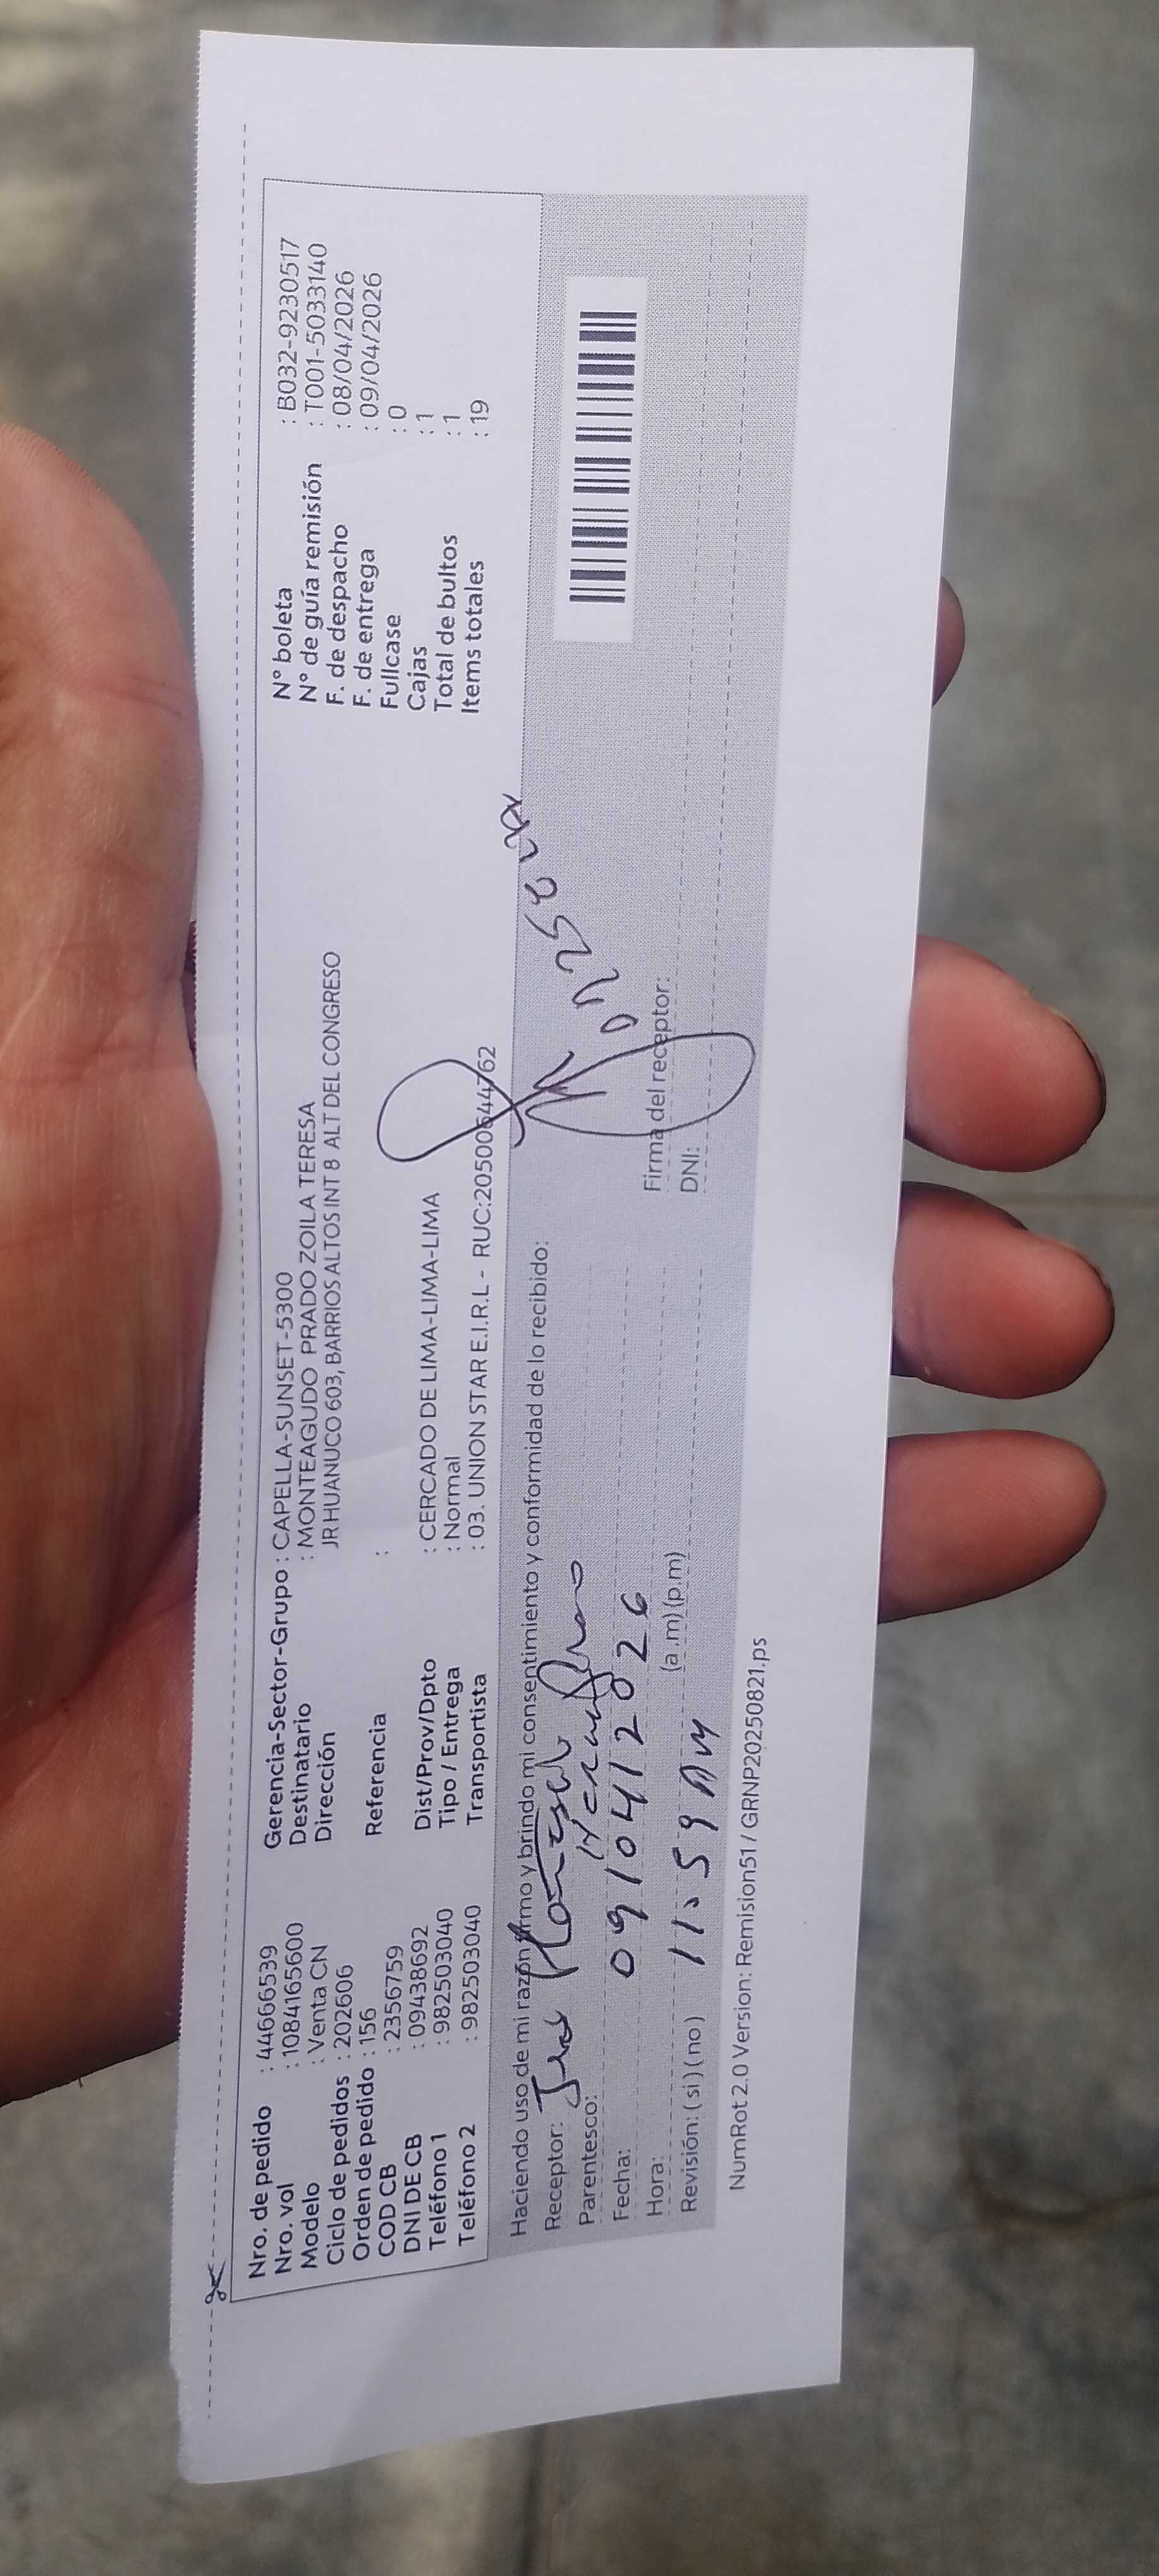 Nro. de pedido : 44666539
Nro. vol : 1084165600
Modelo : Venta CN
Ciclo de pedidos : 202606
Orden de pedido : 156
COD CB : 2356759
DNI DE CB : 09438692
Teléfono 1 : 982503040
Teléfono 2 : 982503040
Gerencia-Sector-Grupo : CAPELLA-SUNSET-5300
Destinatario : MONTEAGUDO PRADO ZOILA TERESA
Dirección JR HUANUCO 603, BARRIOS ALTOS INT 8 ALT DEL CONGRESO
Referencia :
Dist/Prov/Dpto : CERCADO DE LIMA-LIMA-LIMA
Tipo / Entrega : Normal
Transportista : 03. UNION STAR E.I.R.L - RUC:20500644762
N° boleta : B032-9230517
N° de guía remisión : T001-5033140
F. de despacho : 08/04/2026
F. de entrega : 09/04/2026
Fullcase : 0
Cajas : 1
Total de bultos : 1
Items totales : 19
Haciendo uso de mi razón firmo y brindo mi consentimiento y conformidad de lo recibido:
Receptor:
Parentesco:
Fecha: 09/04/2026
Hora: 11:59 AM (a.m) (p.m)
Revisión: ( si ) ( no )
Firma del receptor:
DNI:
NumRot 2.0 Version: Remision51 / GRNP20250821.ps